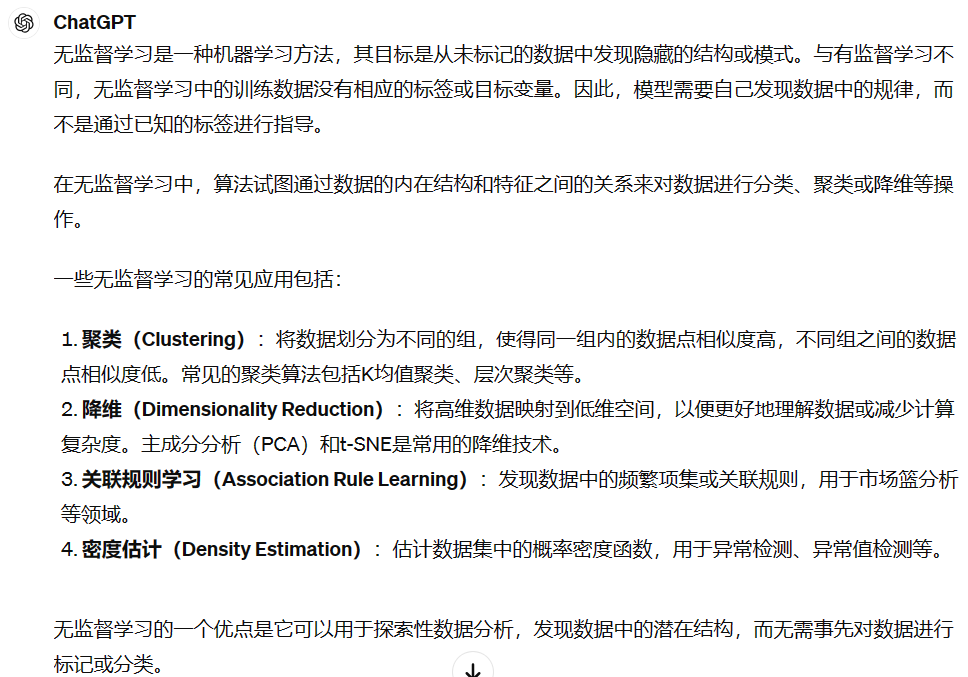 ChatGPT
无监督学习是一种机器学习方法，其目标是从未标记的数据中发现隐藏的结构或模式。与有监督学习不
同，无监督学习中的训练数据没有相应的标签或目标变量。因此，模型需要自己发现数据中的规律，而
不是通过已知的标签进行指导。
在无监督学习中，算法试图通过数据的内在结构和特征之间的关系来对数据进行分类、聚类或降维等操
作。
一些无监督学习的常见应用包括：
1. 聚类（Clustering）：将数据划分为不同的组，使得同一组内的数据点相似度高，不同组之间的数据
点相似度低。常见的聚类算法包括K均值聚类、层次聚类等。
2. 降维（Dimensionality Reduction）：将高维数据映射到低维空间，以便更好地理解数据或减少计算
复杂度。主成分分析（PCA）和t-SNE是常用的降维技术。
3. 关联规则学习（Association Rule Learning）：发现数据中的频繁项集或关联规则，用于市场篮分析
等领域。
4. 密度估计（Density Estimation）：估计数据集中的概率密度函数，用于异常检测、异常值检测等。
无监督学习的一个优点是它可以用于探索性数据分析，发现数据中的潜在结构，而无需事先对数据进行
标记或分类。